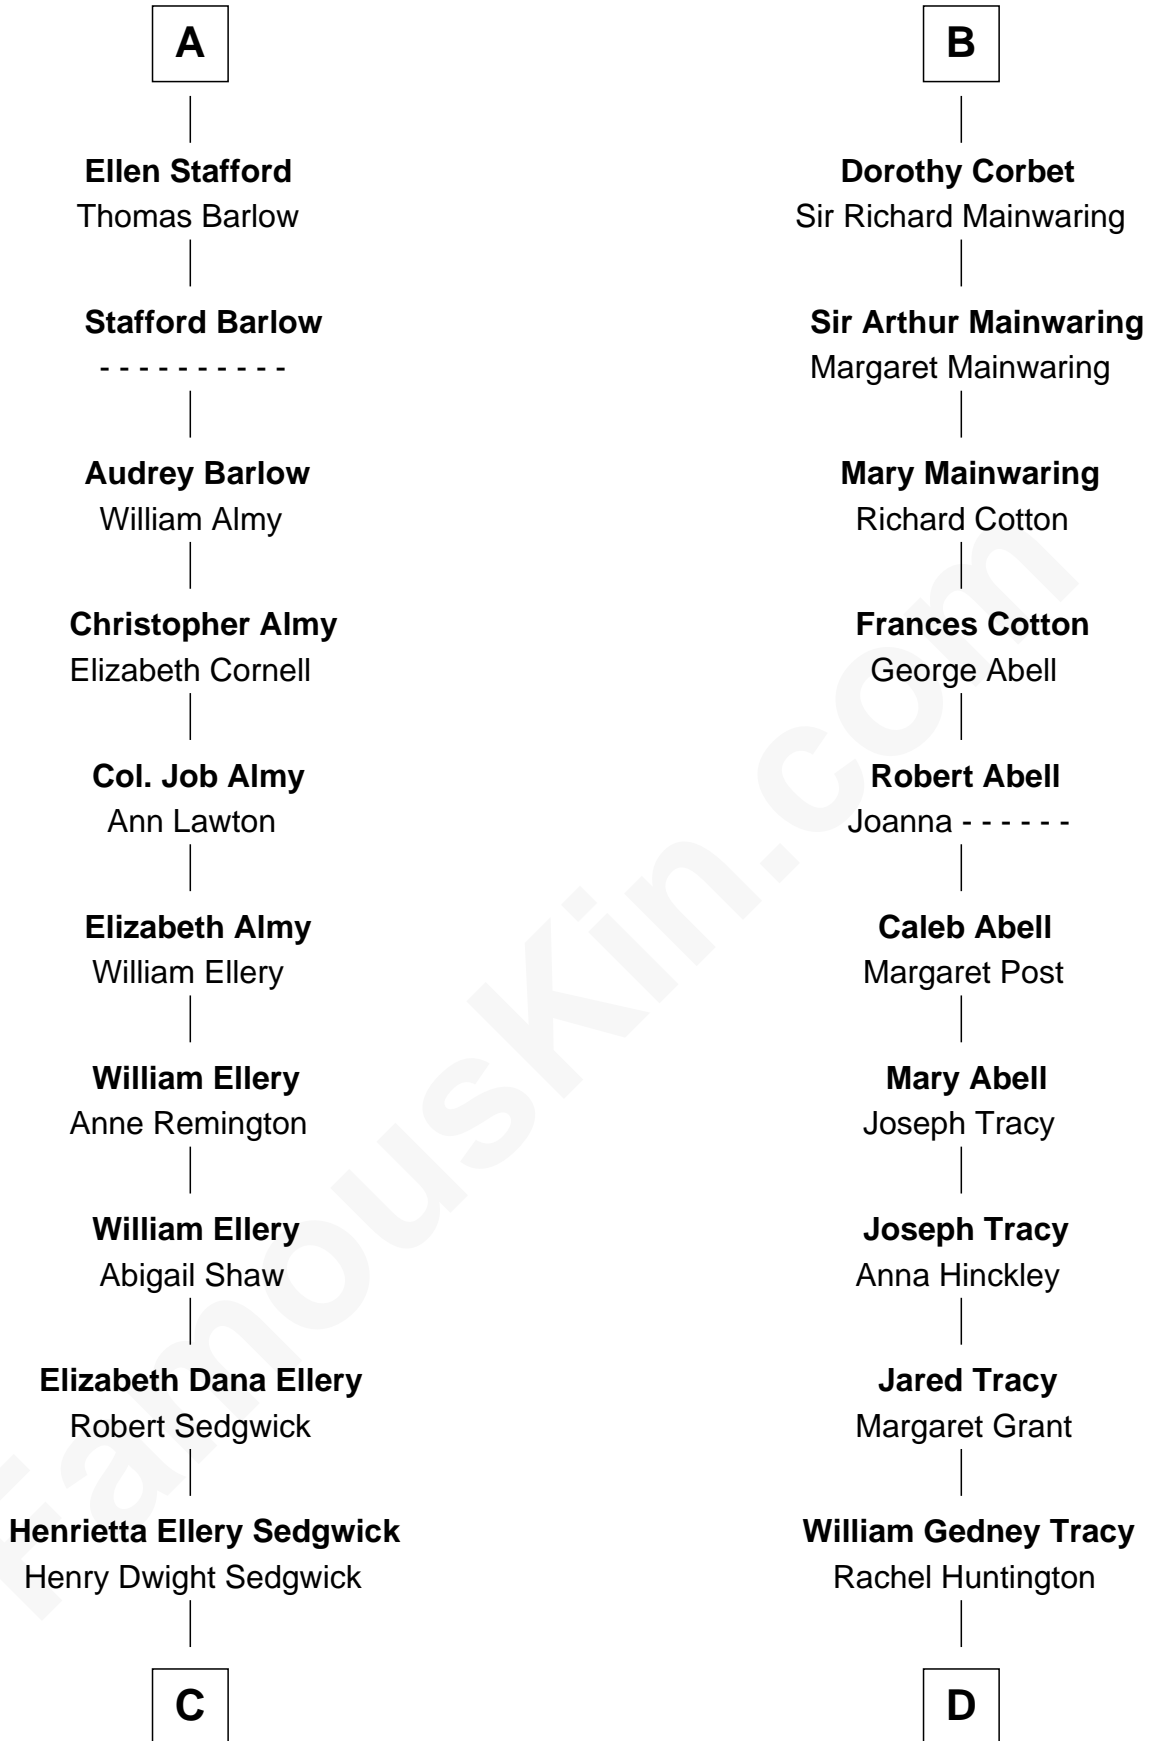 A
Ellen Stafford
Thomas Barlow
Stafford Barlow
- - - - - - - - - -
Audrey Barlow
William Almy
Christopher Almy
Elizabeth Cornell
Col. Job Almy
Ann Lawton
Elizabeth Almy
William Ellery
William Ellery
Anne Remington
William Ellery
Abigail Shaw
Elizabeth Dana Ellery
Robert Sedgwick
Henrietta Ellery Sedgwick
Henry Dwight Sedgwick
C
B
Dorothy Corbet
Sir Richard Mainwaring
Sir Arthur Mainwaring
Margaret Mainwaring
Mary Mainwaring
Richard Cotton
Frances Cotton
George Abell
Robert Abell
Joanna - - - - - -
Caleb Abell
Margaret Post
Mary Abell
Joseph Tracy
Joseph Tracy
Anna Hinckley
Jared Tracy
Margaret Grant
William Gedney Tracy
Rachel Huntington
D
FamousKin.com